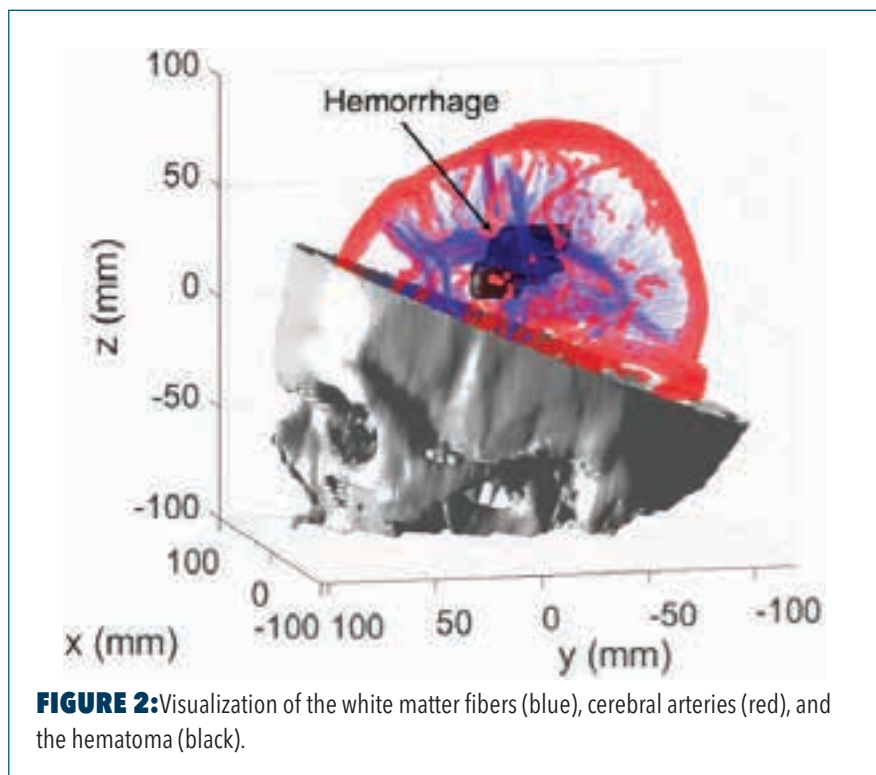 100
Hemorrhage
50
0
z (mm)
-50
-100
100
0
-100 100 50 0 -50 -100
x (mm)
y (mm)
FIGURE 2:Visualization of the white matter fibers (blue), cerebral arteries (red), and
the hematoma (black).